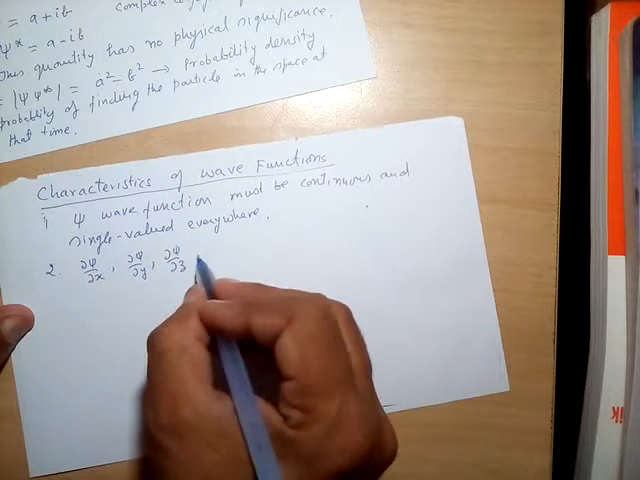 = a + ib complex
ψ* = a - ib
This quantity has no physical significance.
= |ψ ψ*| = a² = b² → Probability density
probability of finding the particle in the space at
that time.
Characteristics of wave Functions
1 ψ wave function must be continuous and
single-valued everywhere.
2. ∂ψ/∂x, ∂ψ/∂y, ∂ψ/∂z